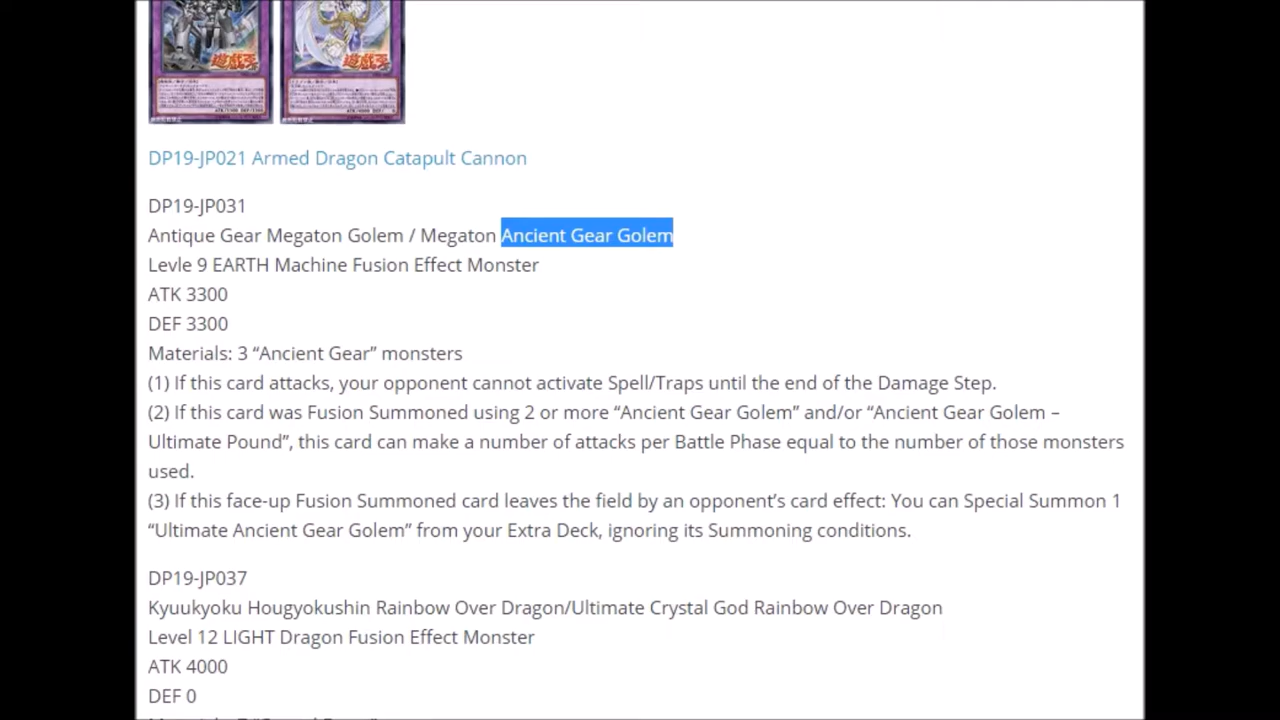 遊戯王 遊戯王
DP19-JP021 Armed Dragon Catapult Cannon
DP19-JP031
Antique Gear Megaton Golem / Megaton Ancient Gear Golem
Levle 9 EARTH Machine Fusion Effect Monster
ATK 3300
DEF 3300
Materials: 3 “Ancient Gear” monsters
(1) If this card attacks, your opponent cannot activate Spell/Traps until the end of the Damage Step.
(2) If this card was Fusion Summoned using 2 or more “Ancient Gear Golem” and/or “Ancient Gear Golem –
Ultimate Pound”, this card can make a number of attacks per Battle Phase equal to the number of those monsters
used.
(3) If this face-up Fusion Summoned card leaves the field by an opponent’s card effect: You can Special Summon 1
“Ultimate Ancient Gear Golem” from your Extra Deck, ignoring its Summoning conditions.
DP19-JP037
Kyuukyoku Hougyokushin Rainbow Over Dragon/Ultimate Crystal God Rainbow Over Dragon
Level 12 LIGHT Dragon Fusion Effect Monster
ATK 4000
DEF 0